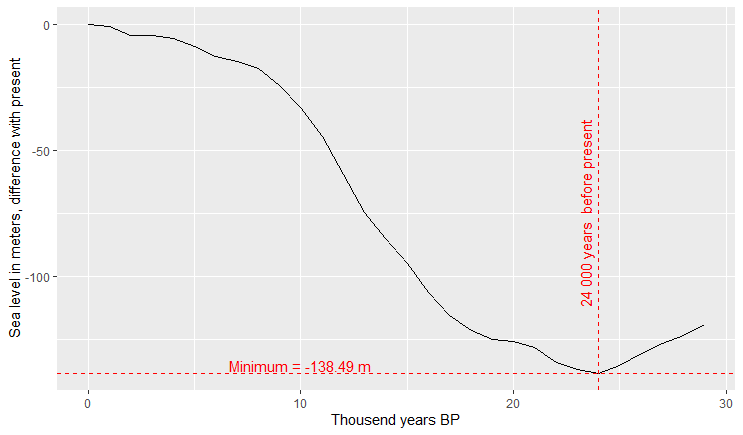 Sea level in meters, difference with present
0
-50
-100
24 000 years  before present
Minimum = -138.49 m
0
10
20
30
Thousend years BP